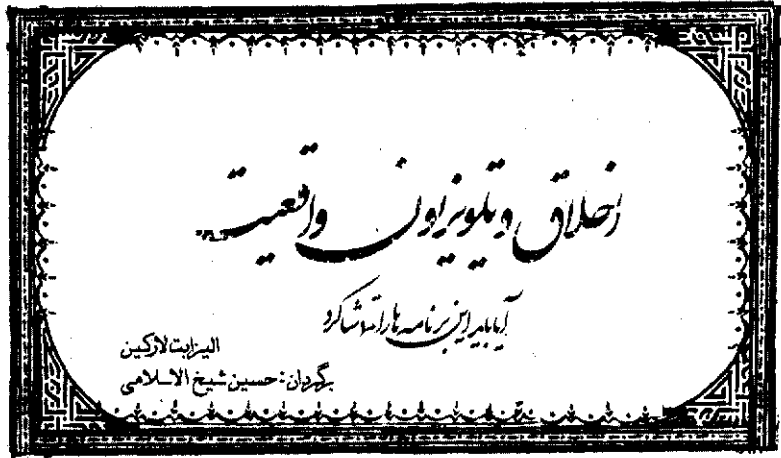 اخلاق و تلویزیون واقعیت
آیا باید این برنامه ها را تماشا کرد
الیزابت لارکین
برگردان: حسین شیخ الاسلامی